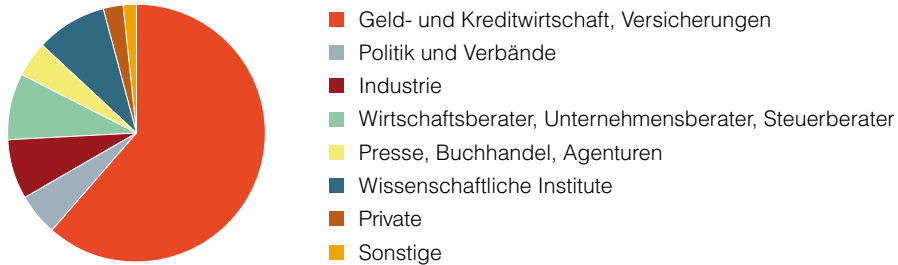 Geld- und Kreditwirtschaft, Versicherungen
Politik und Verbände
Industrie
Wirtschaftsberater, Unternehmensberater, Steuerberater
Presse, Buchhandel, Agenturen
Wissenschaftliche Institute
Private
Sonstige